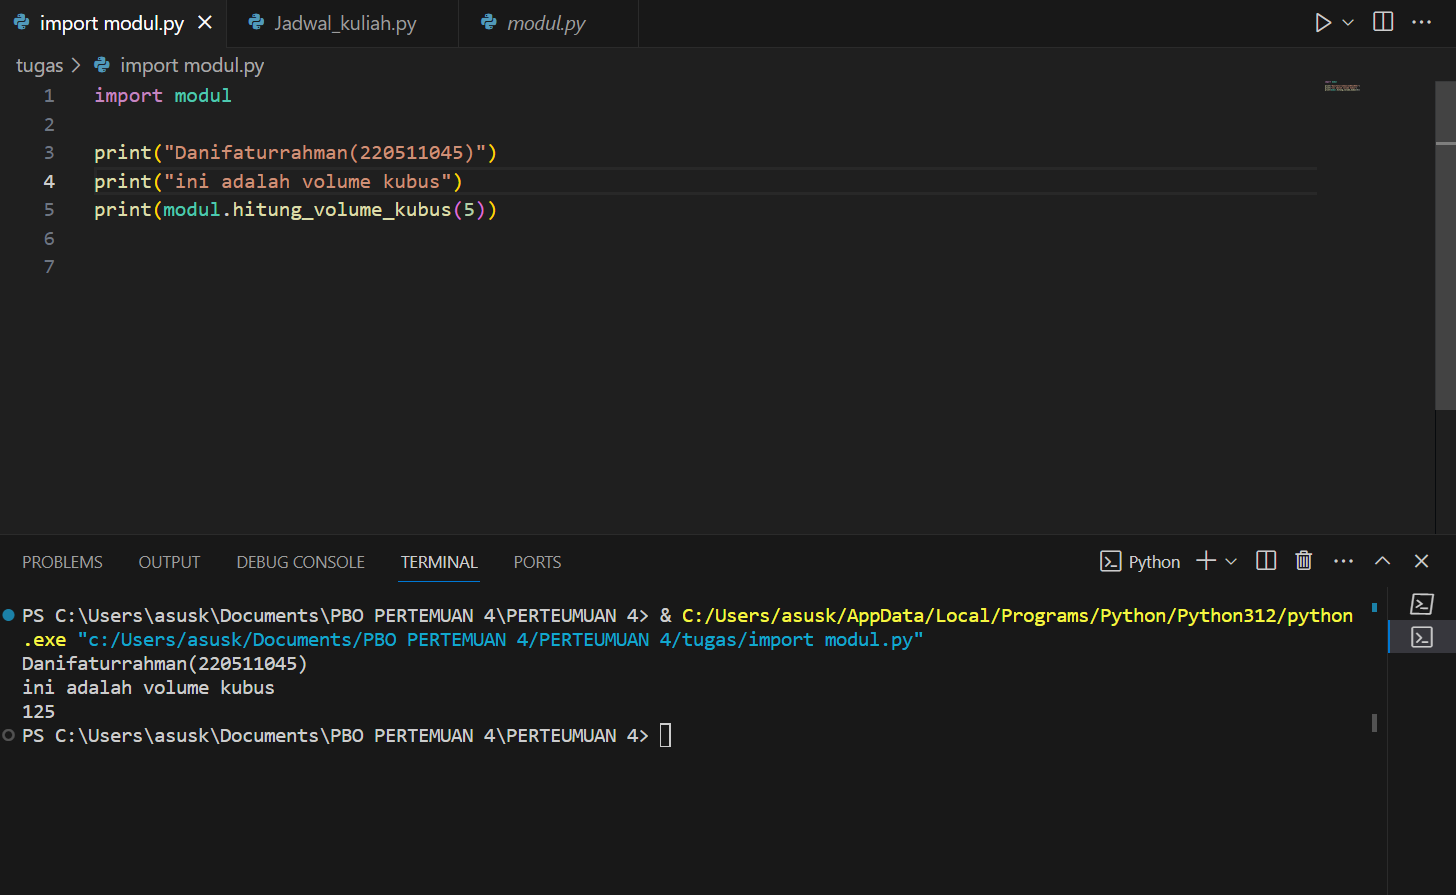 import modul.py
Jadwal_kuliah.py
modul.py
tugas > import modul.py
1 import modul
2
3 print("Danifaturrahman(220511045)")
4 print("ini adalah volume kubus")
5 print(modul.hitung_volume_kubus(5))
6
7
PROBLEMS OUTPUT DEBUG CONSOLE TERMINAL PORTS Python
PS C:\Users\asusk\Documents\PBO PERTEMUAN 4\PERTEUMUAN 4> & C:/Users/asusk/AppData/Local/Programs/Python/Python312/python
.exe "c:/Users/asusk/Documents/PBO PERTEMUAN 4/PERTEUMUAN 4/tugas/import modul.py"
Danifaturrahman(220511045)
ini adalah volume kubus
125
PS C:\Users\asusk\Documents\PBO PERTEMUAN 4\PERTEUMUAN 4>